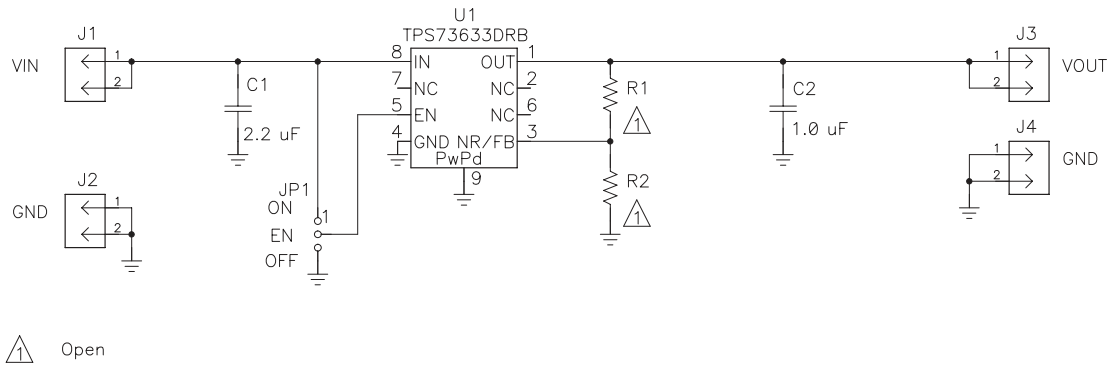 U1
TPS73633DRB
J1
VIN
1
2
C1
2.2 uF
8 IN OUT 1
7 NC NC 2
5 EN NC 6
4 GND NR/FB 3
PwPd
9
R1
1
R2
1
C2
1.0 uF
J3
1
2
VOUT
J4
1
2
GND
J2
GND
1
2
JP1
ON
1
EN
OFF
1 Open